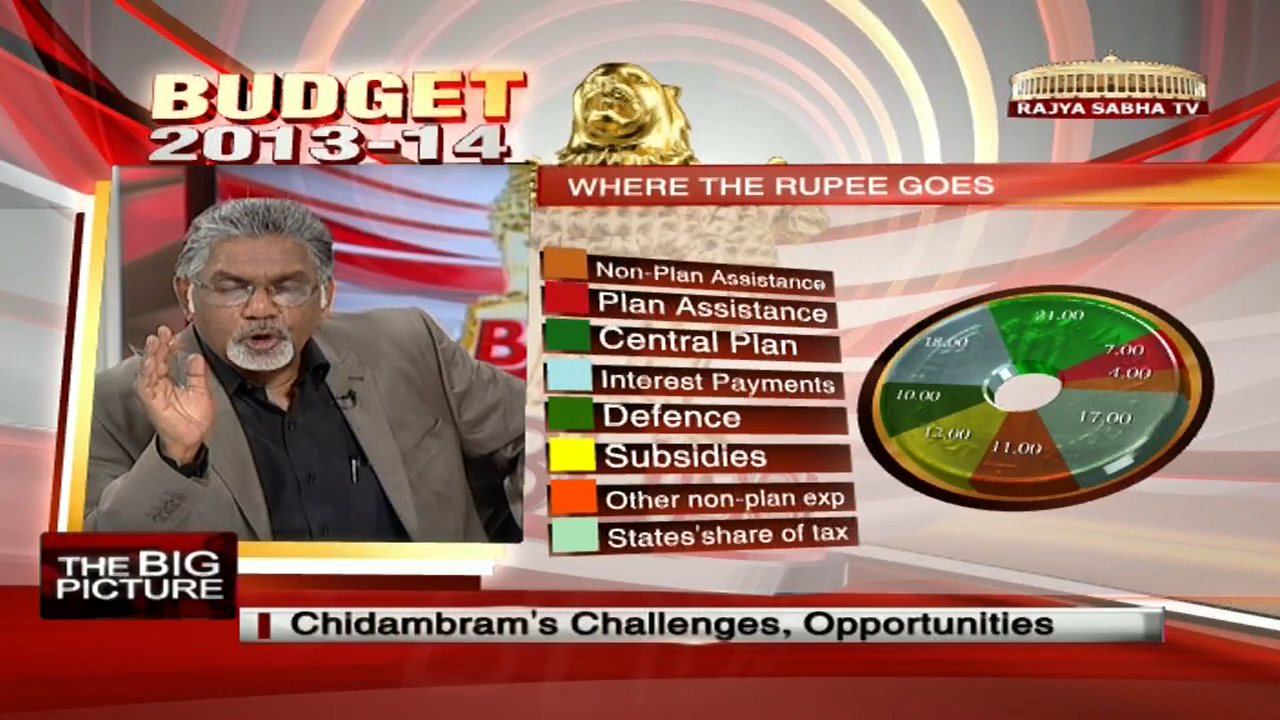 BUDGET
2013-14
RAJYA SABHA TV
WHERE THE RUPEE GOES
Non-Plan Assistance
Plan Assistance
Central Plan
Interest Payments
Defence
Subsidies
Other non-plan exp
States'share of tax
21.00
7.00
4.00
17.00
11.00
12.00
10.00
18.00
B
THE BIG
PICTURE
Chidambram's Challenges, Opportunities